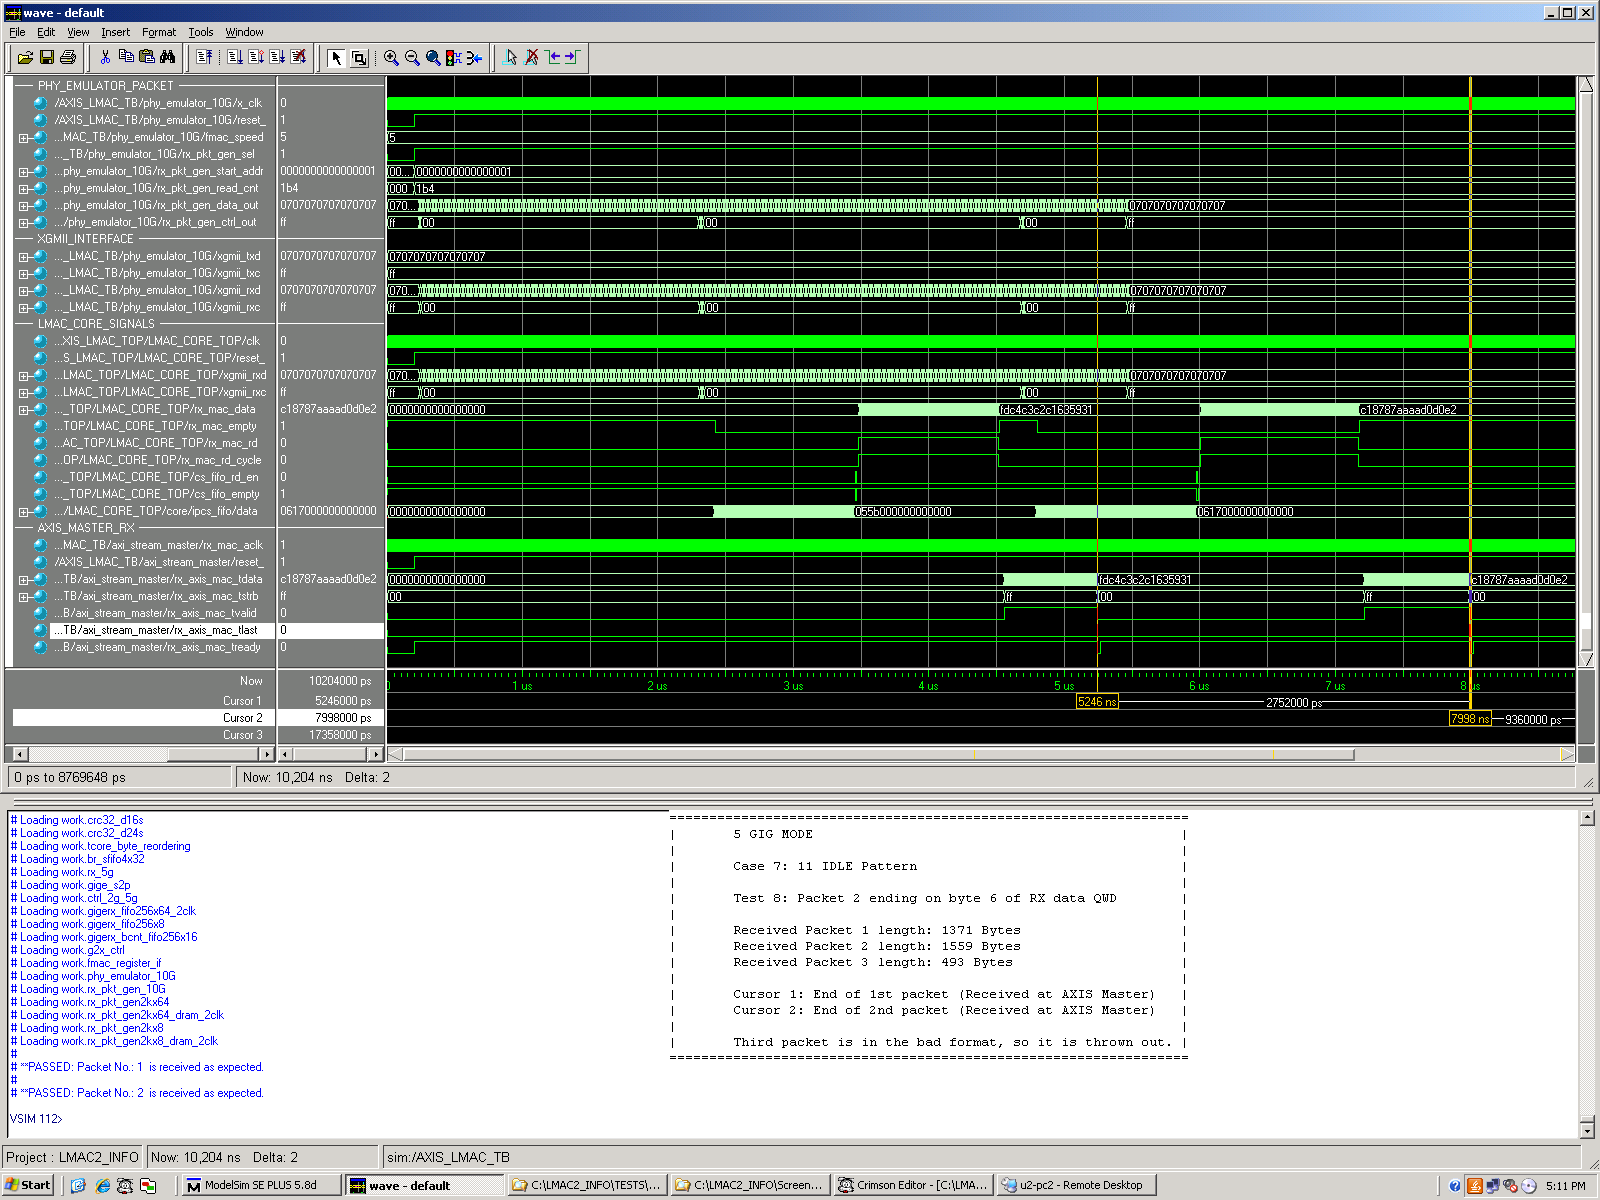 wave - default
File Edit View Insert Format Tools Window
PHY_EMULATOR_PACKET
/AXIS_LMAC_TB/phy_emulator_10G/x_clk 0
/AXIS_LMAC_TB/phy_emulator_10G/reset_ 1
...MAC_TB/phy_emulator_10G/fmac_speed 5 5
..._TB/phy_emulator_10G/rx_pkt_gen_sel 1
...phy_emulator_10G/rx_pkt_gen_start_addr 0000000000000001 00... 0000000000000001
...phy_emulator_10G/rx_pkt_gen_read_cnt 1b4 000 1b4
...phy_emulator_10G/rx_pkt_gen_data_out 0707070707070707 070... 0707070707070707
.../phy_emulator_10G/rx_pkt_gen_ctrl_out ff ff 00 00 00 ff
XGMII_INTERFACE
..._LMAC_TB/phy_emulator_10G/xgmii_txd 0707070707070707 0707070707070707
..._LMAC_TB/phy_emulator_10G/xgmii_txc ff ff
..._LMAC_TB/phy_emulator_10G/xgmii_rxd 0707070707070707 070... 0707070707070707
..._LMAC_TB/phy_emulator_10G/xgmii_rxc ff ff 00 00 00 ff
LMAC_CORE_SIGNALS
...XIS_LMAC_TOP/LMAC_CORE_TOP/clk 0
...S_LMAC_TOP/LMAC_CORE_TOP/reset_ 1
...LMAC_TOP/LMAC_CORE_TOP/xgmii_rxd 0707070707070707 070... 0707070707070707
...LMAC_TOP/LMAC_CORE_TOP/xgmii_rxc ff ff 00 00 00 ff
..._TOP/LMAC_CORE_TOP/rx_mac_data c18787aaaad0d0e2 0000000000000000 fdc4c3c2c1635931 c18787aaaad0d0e2
...TOP/LMAC_CORE_TOP/rx_mac_empty 1
...AC_TOP/LMAC_CORE_TOP/rx_mac_rd 0
...OP/LMAC_CORE_TOP/rx_mac_rd_cycle 0
..._TOP/LMAC_CORE_TOP/cs_fifo_rd_en 0
..._TOP/LMAC_CORE_TOP/cs_fifo_empty 1
.../LMAC_CORE_TOP/core/ipcs_fifo/data 0617000000000000 0000000000000000 055b000000000000 0617000000000000
AXIS_MASTER_RX
...MAC_TB/axi_stream_master/rx_mac_aclk 1
/AXIS_LMAC_TB/axi_stream_master/reset_ 1
...TB/axi_stream_master/rx_axis_mac_tdata c18787aaaad0d0e2 0000000000000000 fdc4c3c2c1635931 c18787aaaad0d0e2
...TB/axi_stream_master/rx_axis_mac_tstrb ff 00 ff 00 ff 00
...B/axi_stream_master/rx_axis_mac_tvalid 0
...TB/axi_stream_master/rx_axis_mac_tlast 0
...B/axi_stream_master/rx_axis_mac_tready 0
Now 10204000 ps 0 1 us 2 us 3 us 4 us 5 us 6 us 7 us 8 us
Cursor 1 5246000 ps 5246 ns 2752000 ps
Cursor 2 7998000 ps 7998 ns 9360000 ps
Cursor 3 17358000 ps
0 ps to 8769648 ps Now: 10,204 ns Delta: 2
# Loading work.crc32_d16s
# Loading work.crc32_d24s
# Loading work.tcore_byte_reordering
# Loading work.br_sfifo4x32
# Loading work.rx_5g
# Loading work.gige_s2p
# Loading work.ctrl_2g_5g
# Loading work.gigerx_fifo256x64_2clk
# Loading work.gigerx_fifo256x8
# Loading work.gigerx_bcnt_fifo256x16
# Loading work.g2x_ctrl
# Loading work.fmac_register_if
# Loading work.phy_emulator_10G
# Loading work.rx_pkt_gen_10G
# Loading work.rx_pkt_gen2kx64
# Loading work.rx_pkt_gen2kx64_dram_2clk
# Loading work.rx_pkt_gen2kx8
# Loading work.rx_pkt_gen2kx8_dram_2clk
#
# **PASSED: Packet No.: 1 is received as expected.
#
# **PASSED: Packet No.: 2 is received as expected.
VSIM 112>
5 GIG MODE
Case 7: 11 IDLE Pattern
Test 8: Packet 2 ending on byte 6 of RX data QWD
Received Packet 1 length: 1371 Bytes
Received Packet 2 length: 1559 Bytes
Received Packet 3 length: 493 Bytes
Cursor 1: End of 1st packet (Received at AXIS Master)
Cursor 2: End of 2nd packet (Received at AXIS Master)
Third packet is in the bad format, so it is thrown out.
Project : LMAC2_INFO Now: 10,204 ns Delta: 2 sim:/AXIS_LMAC_TB
Start ModelSim SE PLUS 5.8d wave - default C:\LMAC2_INFO\TESTS\... C:\LMAC2_INFO\Screen... Crimson Editor - [C:\LMA... u2-pc2 - Remote Desktop 5:11 PM